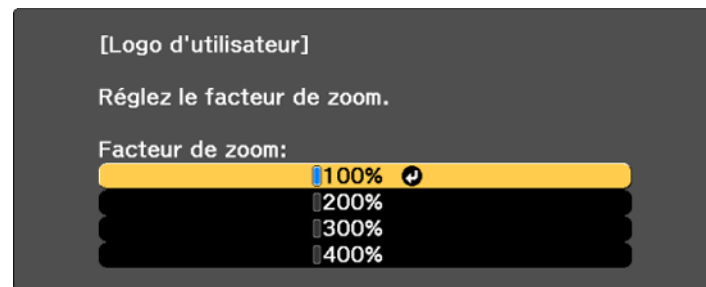 [Logo d'utilisateur]
Réglez le facteur de zoom.
Facteur de zoom:
100%
200%
300%
400%